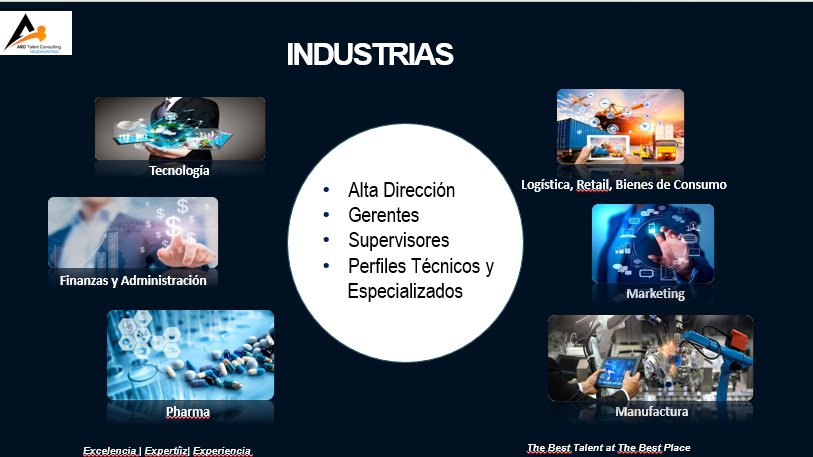 AKD Talent Consulting
HEADHUNTING
INDUSTRIAS
Tecnología
Finanzas y Administración
Pharma
• Alta Dirección
• Gerentes
• Supervisores
• Perfiles Técnicos y
Especializados
Logística, Retail, Bienes de Consumo
Marketing
Manufactura
Excelencia | Expertîz| Experiencia
The Best Talent at The Best Place